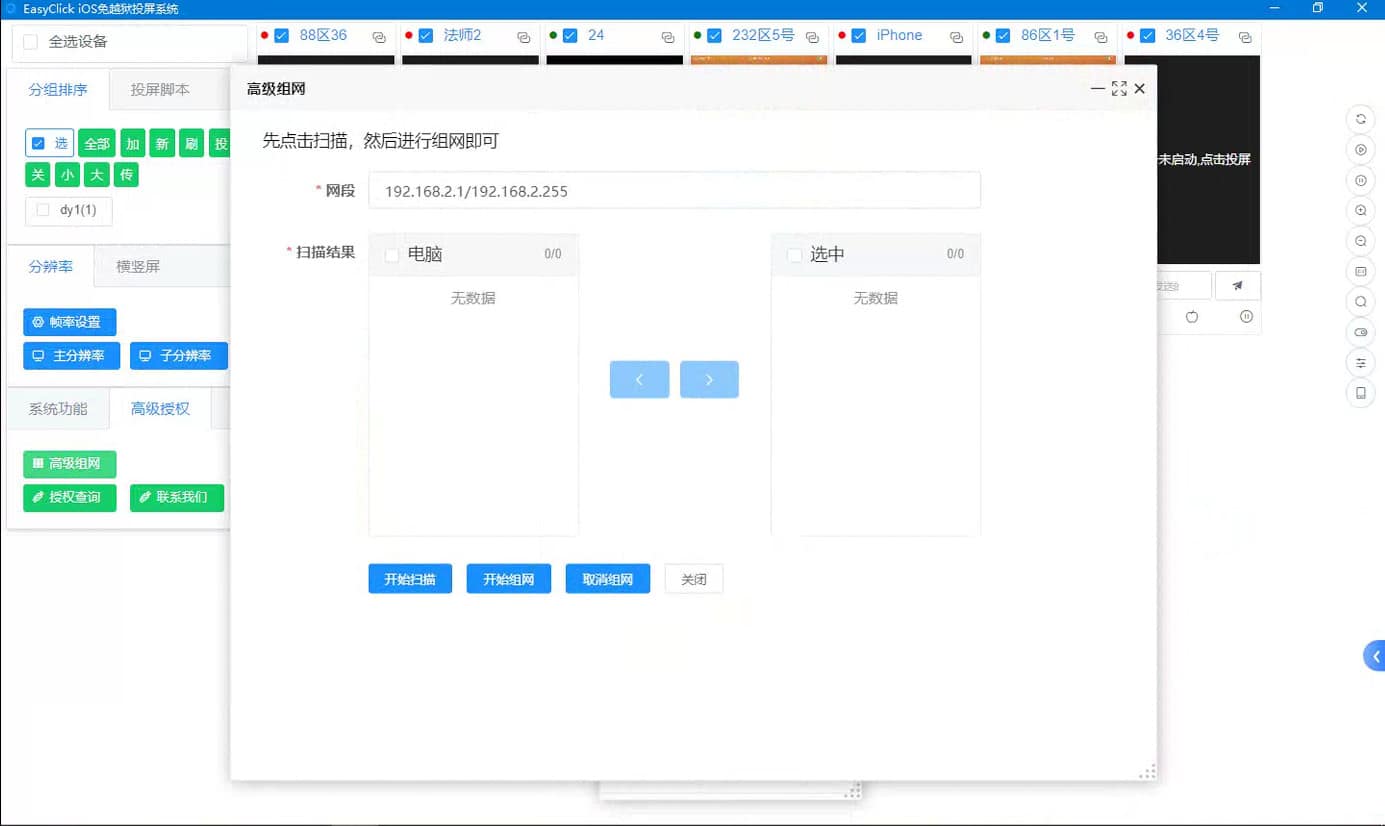 EasyClick iOS免越狱投屏系统
全选设备
88区36
法师2
24
232区5号
iPhone
86区1号
36区4号
分组排序
投屏脚本
选 全部 加 新 刷 投
关 小 大 传
dy1(1)
分辨率
横竖屏
帧率设置
主分辨率
子分辨率
系统功能
高级授权
高级组网
授权查询
联系我们
高级组网
先点击扫描，然后进行组网即可
* 网段
192.168.2.1/192.168.2.255
* 扫描结果
电脑
0/0
无数据
选中
0/0
无数据
开始扫描
开始组网
取消组网
关闭
未启动,点击投屏